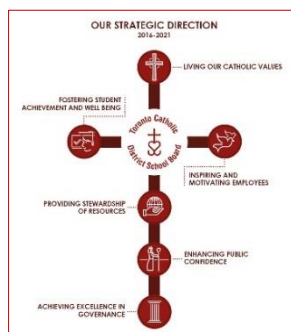 OUR STRATEGIC DIRECTION
2016-2021
LIVING OUR CATHOLIC VALUES
FOSTERING STUDENT
ACHIEVEMENT AND WELL BEING
Toronto Catholic
District School Board
INSPIRING AND
MOTIVATING EMPLOYEES
PROVIDING STEWARDSHIP
OF RESOURCES
ENHANCING PUBLIC
CONFIDENCE
ACHIEVING EXCELLENCE IN
GOVERNANCE